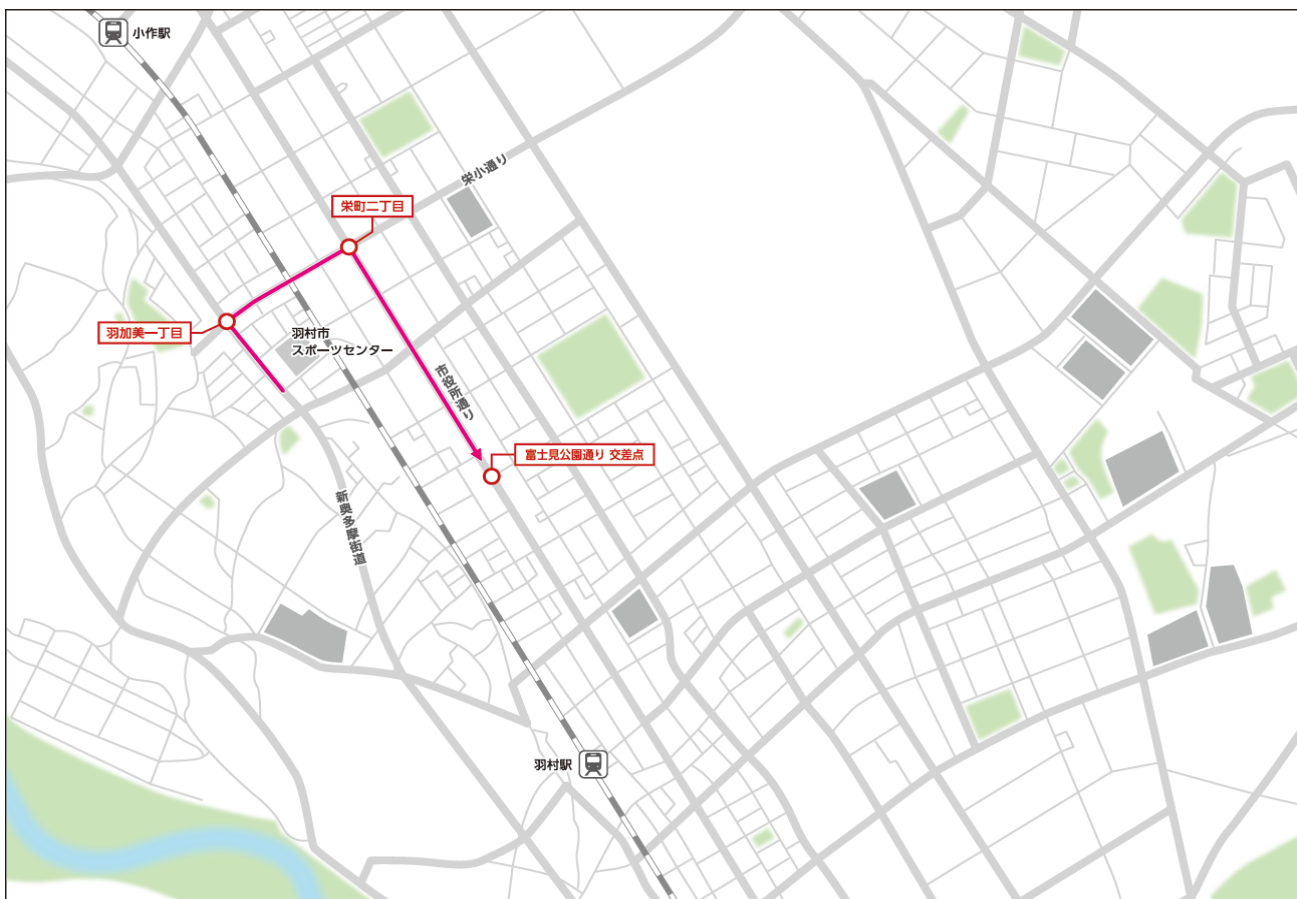 小作駅
栄小通り
栄町二丁目
羽加美一丁目
羽村市
スポーツセンター
市役所通り
富士見公園通り 交差点
新奥多摩街道
羽村駅